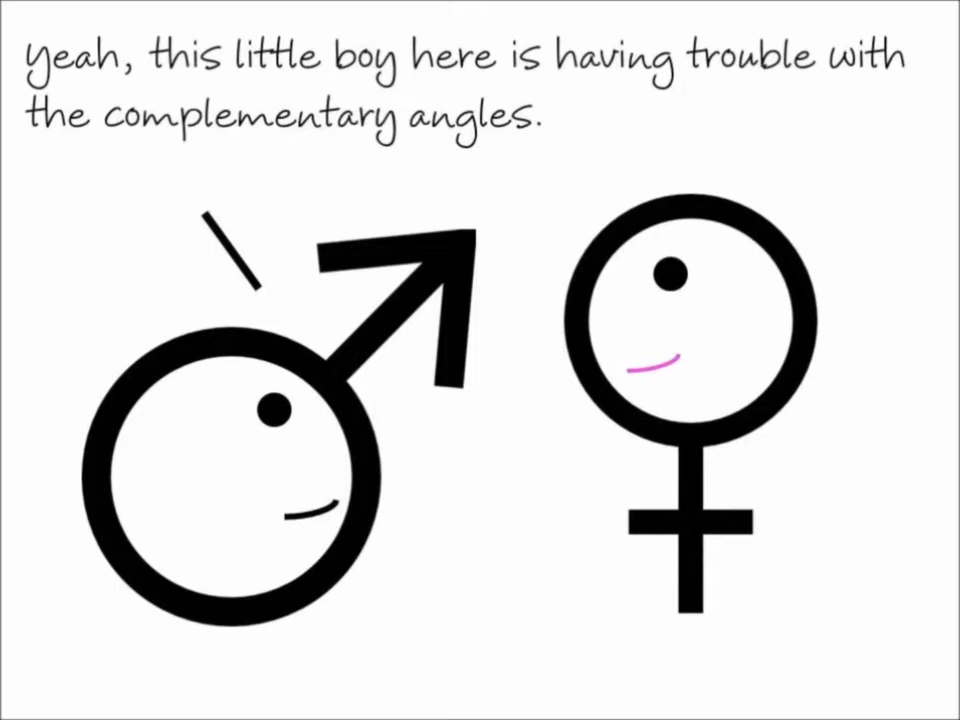 yeah, this little boy here is having trouble with
the complementary angles.